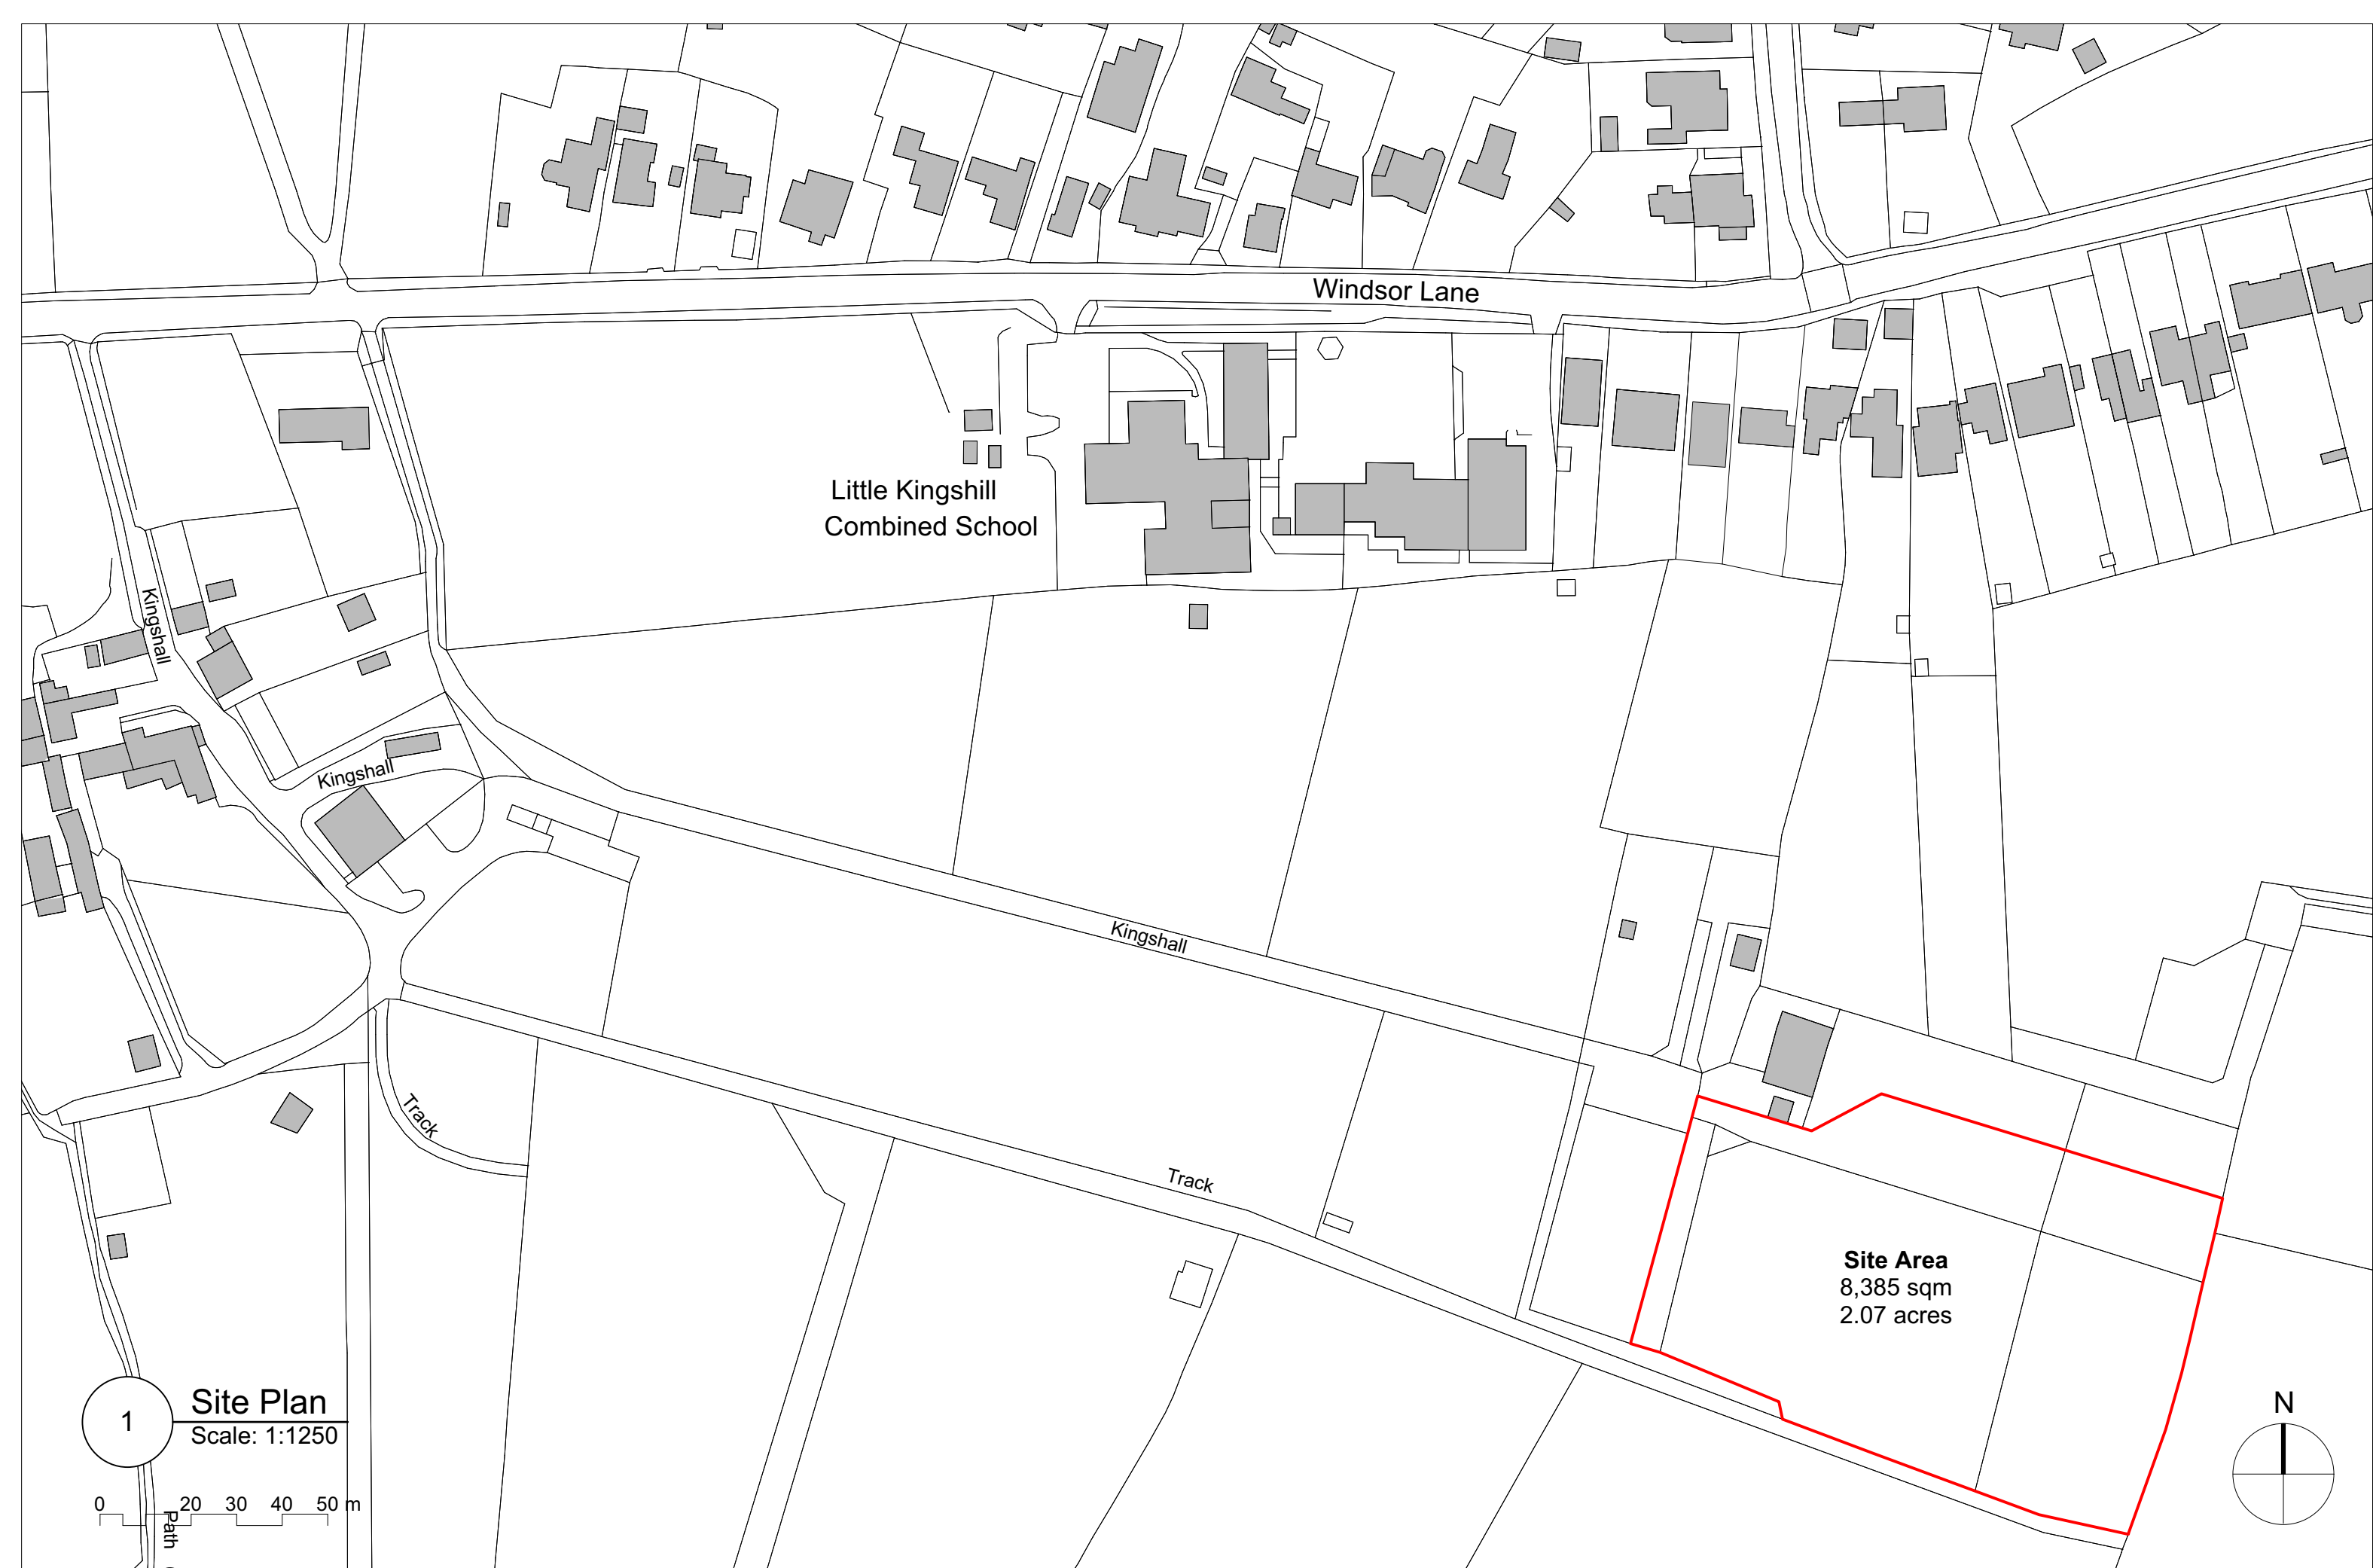 Windsor Lane
Little Kingshill
Combined School
Kingshall
Kingshall
Kingshall
Track
Track
Site Area
8,385 sqm
2.07 acres
1
Site Plan
Scale: 1:1250
N
0 20 30 40 50 m
Path